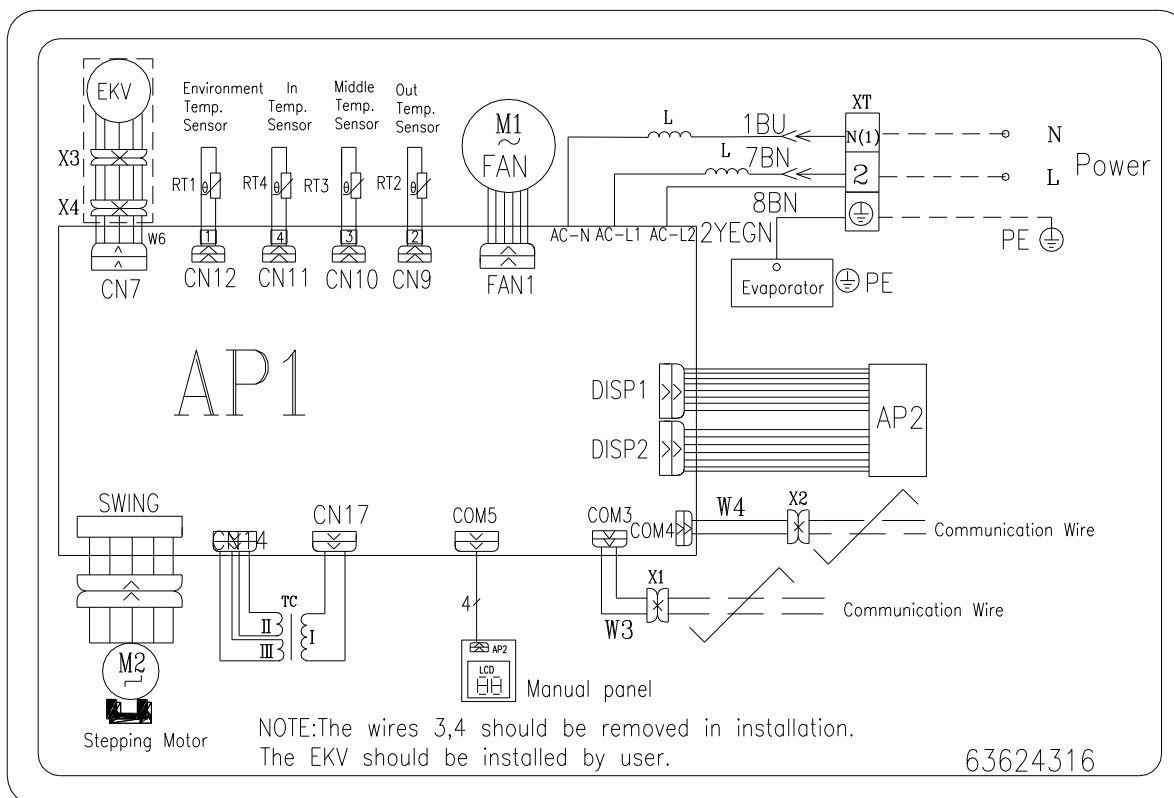 EKV
X3
X4
W6
CN7
Environment
Temp.
Sensor
In
Temp.
Sensor
Middle
Temp.
Sensor
Out
Temp.
Sensor
RT1
RT4
RT3
RT2
θ
θ
θ
θ
1
4
3
2
CN12
CN11
CN10
CN9
M1
~
FAN
FAN1
L
1BU
L
7BN
8BN
XT
N(1)
2
N
L
Power
AC-N
AC-L1
AC-L2
2YEGN
PE
Evaporator
PE
AP1
DISP1
DISP2
AP2
SWING
CN14
CN17
COM5
COM3
COM4
W4
X2
Communication Wire
X1
W3
Communication Wire
TC
II
III
I
4
AP2
LCD
Manual panel
M2
Stepping Motor
NOTE:The wires 3,4 should be removed in installation.
The EKV should be installed by user.
63624316